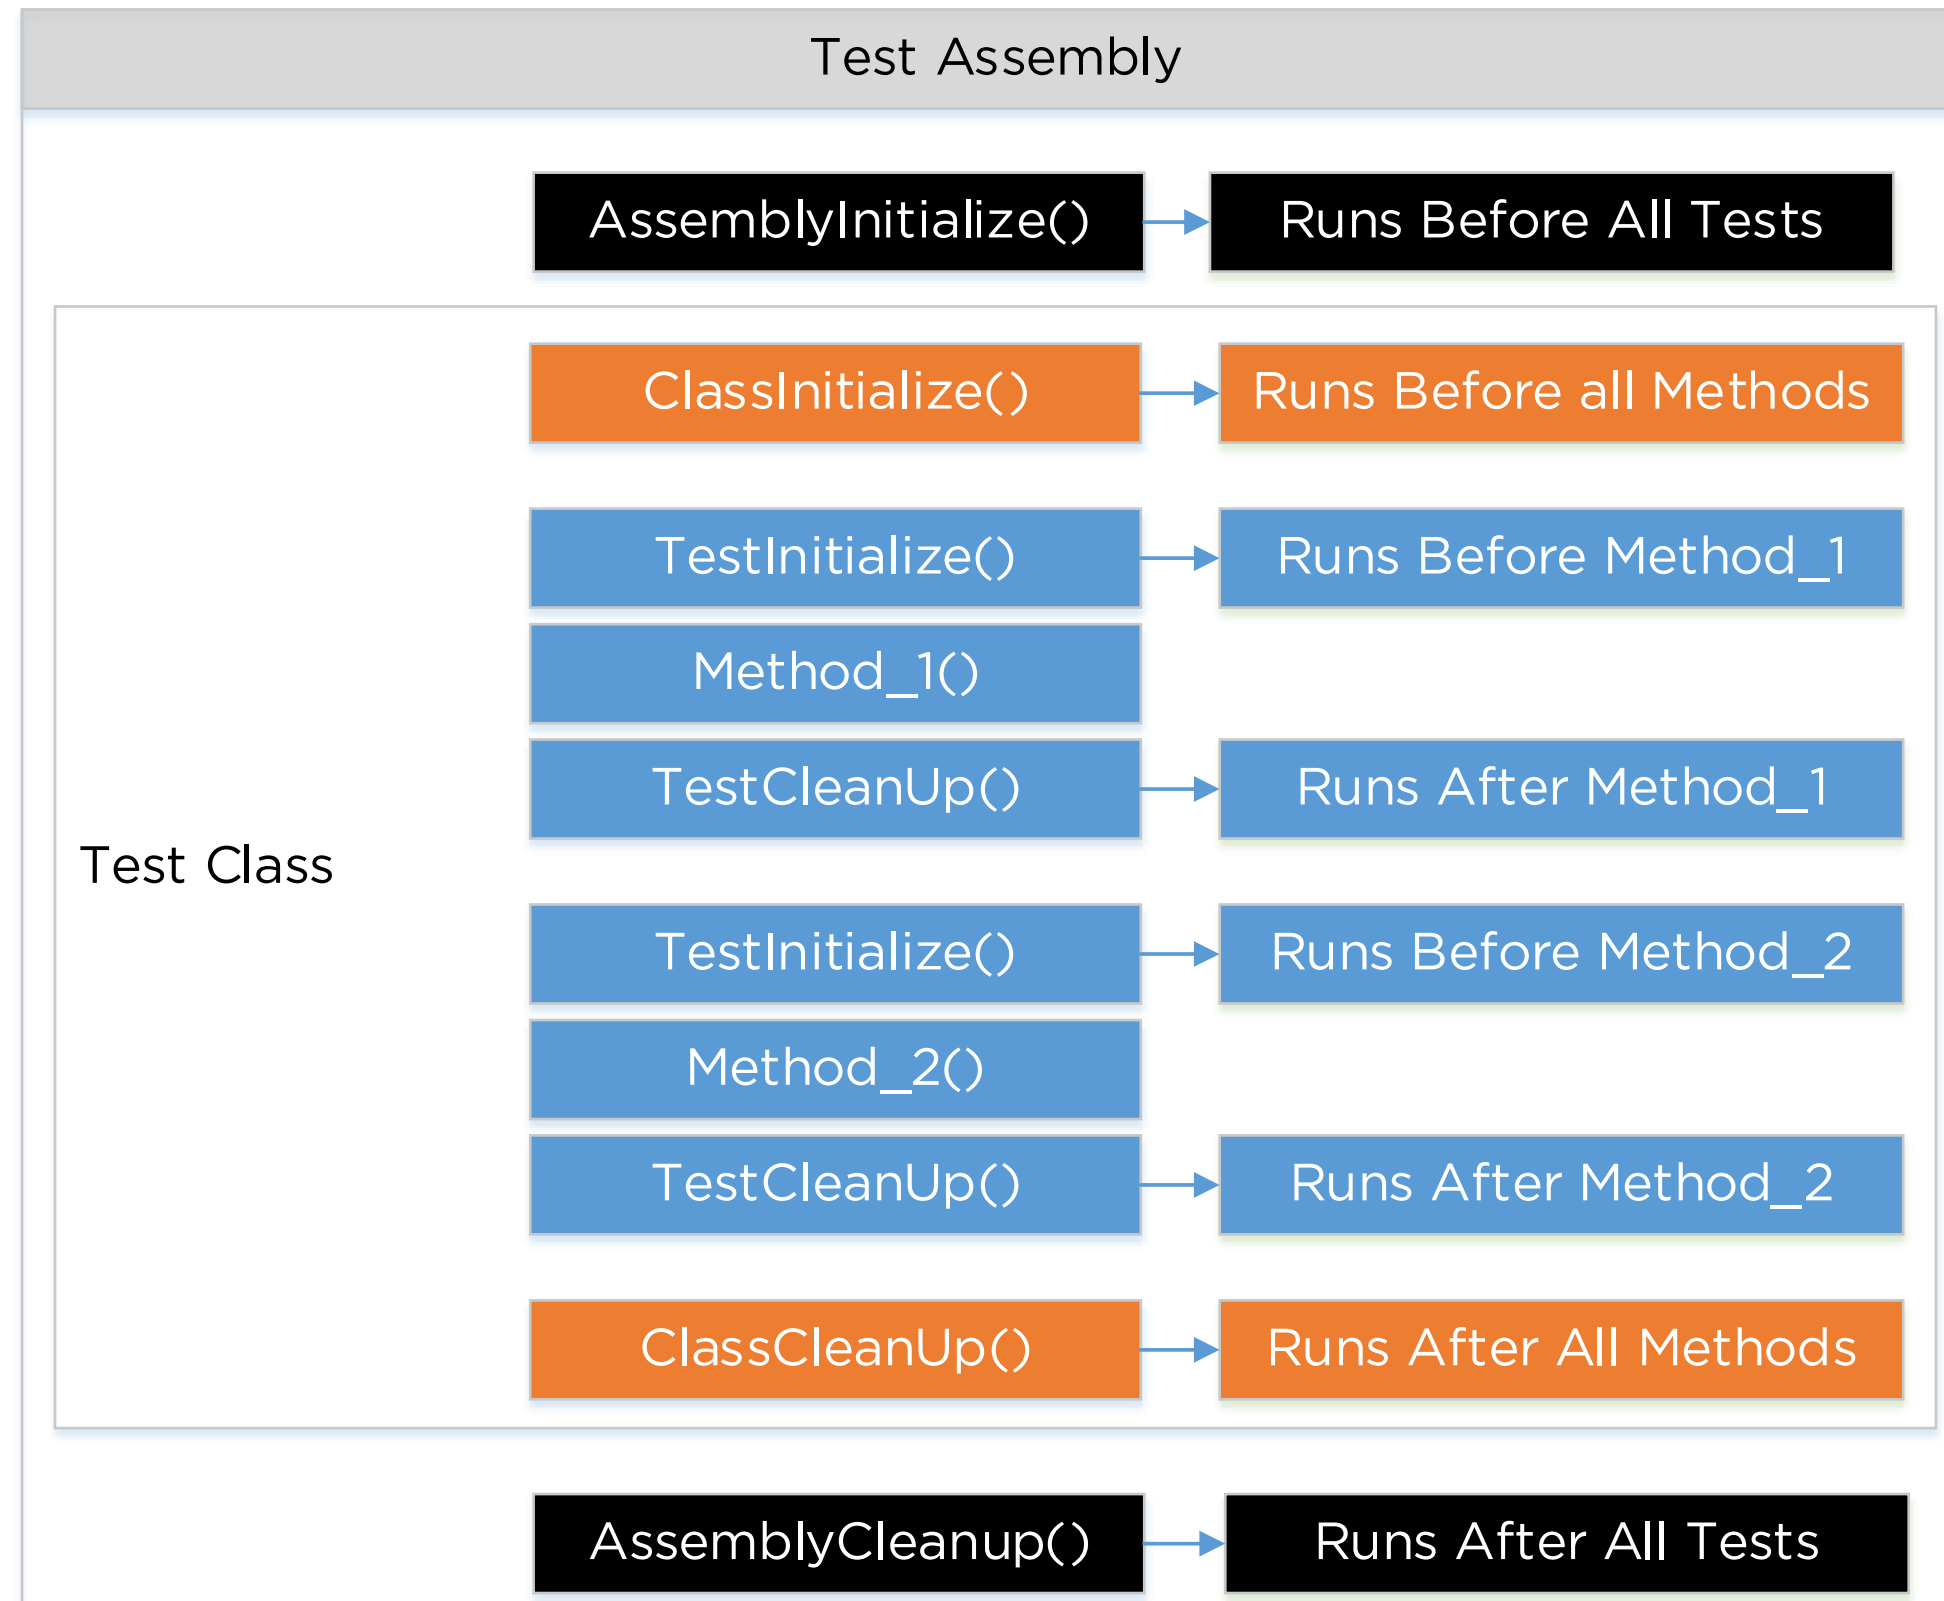 Test Assembly
AssemblyInitialize() Runs Before All Tests
ClassInitialize() Runs Before all Methods
TestInitialize() Runs Before Method_1
Method_1()
TestCleanUp() Runs After Method_1
Test Class
TestInitialize() Runs Before Method_2
Method_2()
TestCleanUp() Runs After Method_2
ClassCleanUp() Runs After All Methods
AssemblyCleanup() Runs After All Tests